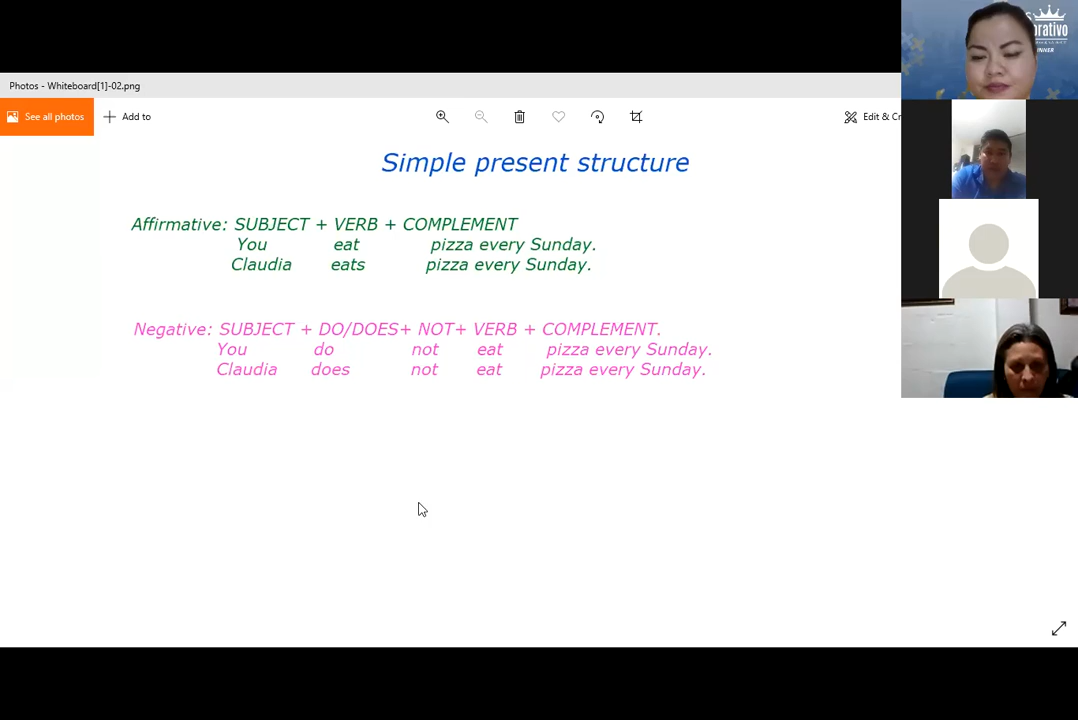 Photos - Whiteboard[1]-02.png
See all photos
Add to
Edit & Cr
Simple present structure
Affirmative: SUBJECT + VERB + COMPLEMENT
You eat pizza every Sunday.
Claudia eats pizza every Sunday.
Negative: SUBJECT + DO/DOES+ NOT+ VERB + COMPLEMENT.
You do not eat pizza every Sunday.
Claudia does not eat pizza every Sunday.